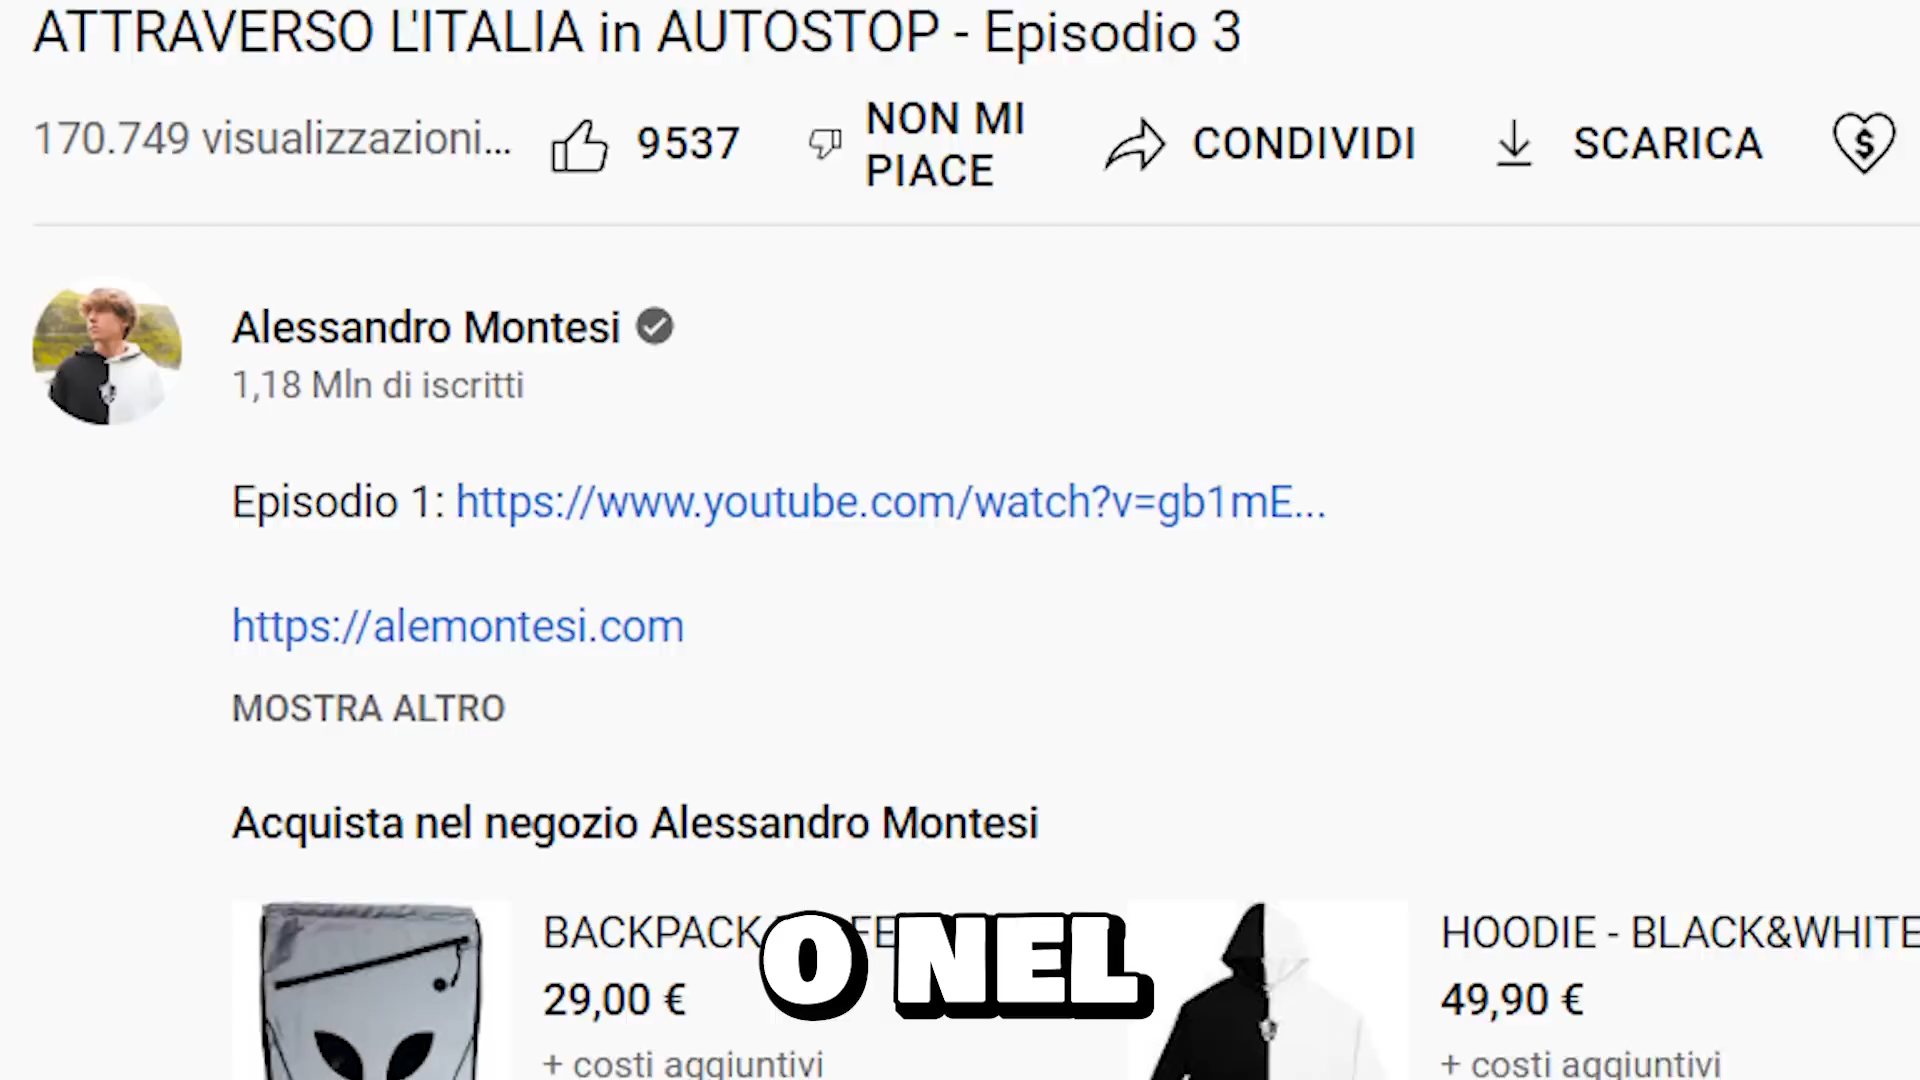 ATTRAVERSO L'ITALIA in AUTOSTOP - Episodio 3
170.749 visualizzazioni...
9537
NON MI
PIACE
CONDIVIDI
SCARICA
Alessandro Montesi
1,18 Mln di iscritti
Episodio 1: https://www.youtube.com/watch?v=gb1mE...
https://alemontesi.com
MOSTRA ALTRO
Acquista nel negozio Alessandro Montesi
BACKPACK
29,00 €
+ costi aggiuntivi
O NEL
HOODIE - BLACK&WHITE
49,90 €
+ costi aggiuntivi